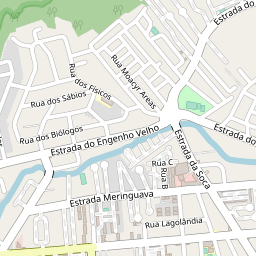 Estrada do
Rua Moacyr Areas
Rua dos Físicos
Rua dos Sábios
Rua dos Biólogos
Estrada do Engenho Velho
Estrada do
Estrada da Soca
Rua C
Rua B
Estrada Meringuava
Rua Lagolândia